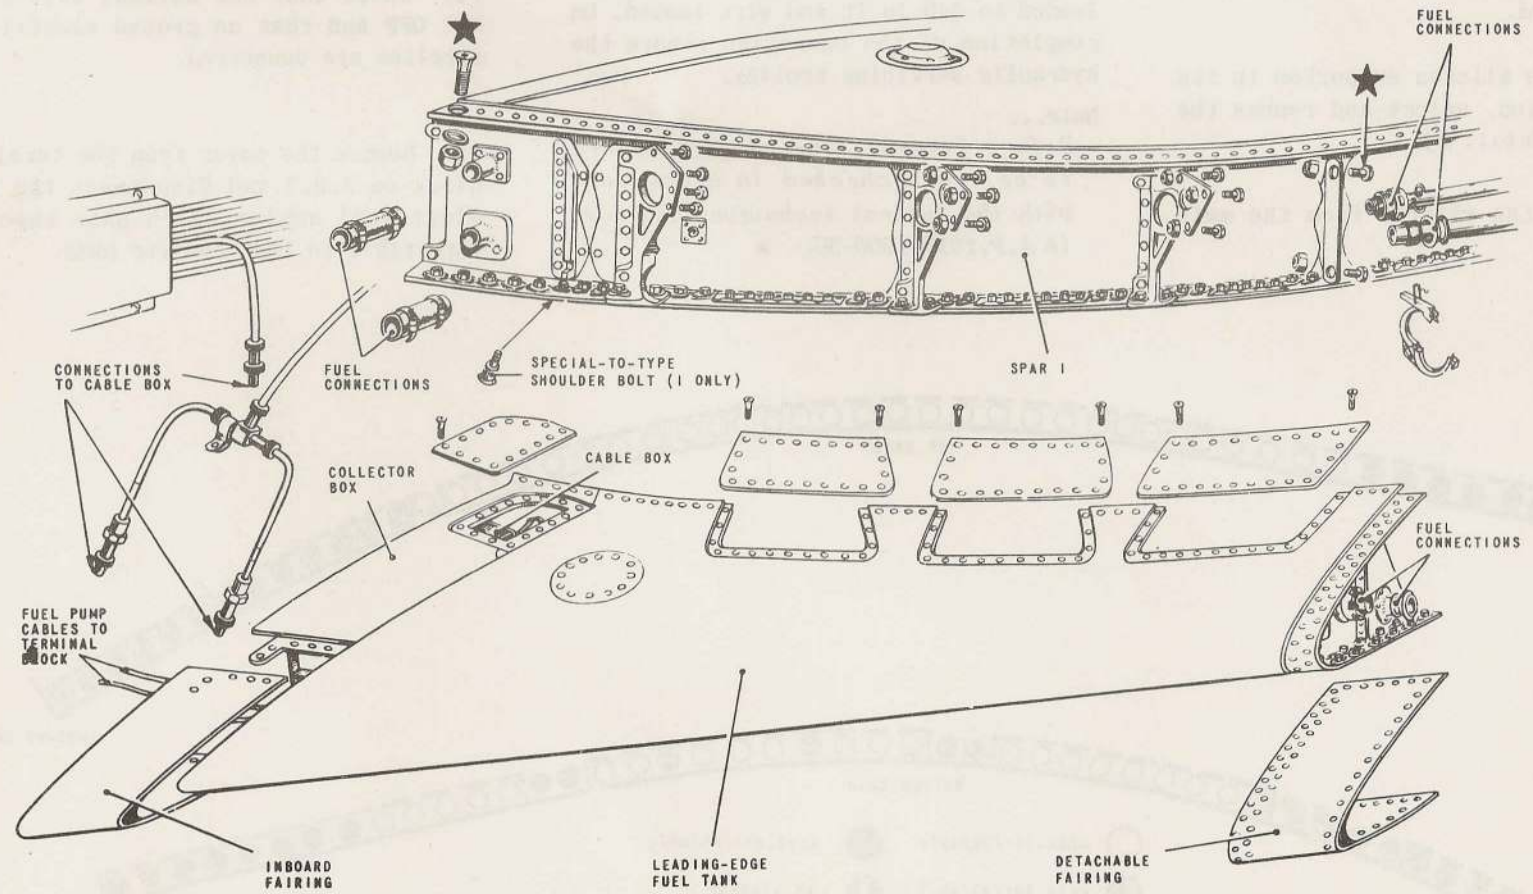 FUEL
CONNECTIONS
CONNECTIONS
TO CABLE BOX
FUEL
CONNECTIONS
SPECIAL-TO-TYPE
SHOULDER BOLT (1 ONLY)
SPAR 1
COLLECTOR
BOX
CABLE BOX
FUEL
CONNECTIONS
FUEL PUMP
CABLES TO
TERMINAL
BLOCK
INBOARD
FAIRING
LEADING-EDGE
FUEL TANK
DETACHABLE
FAIRING